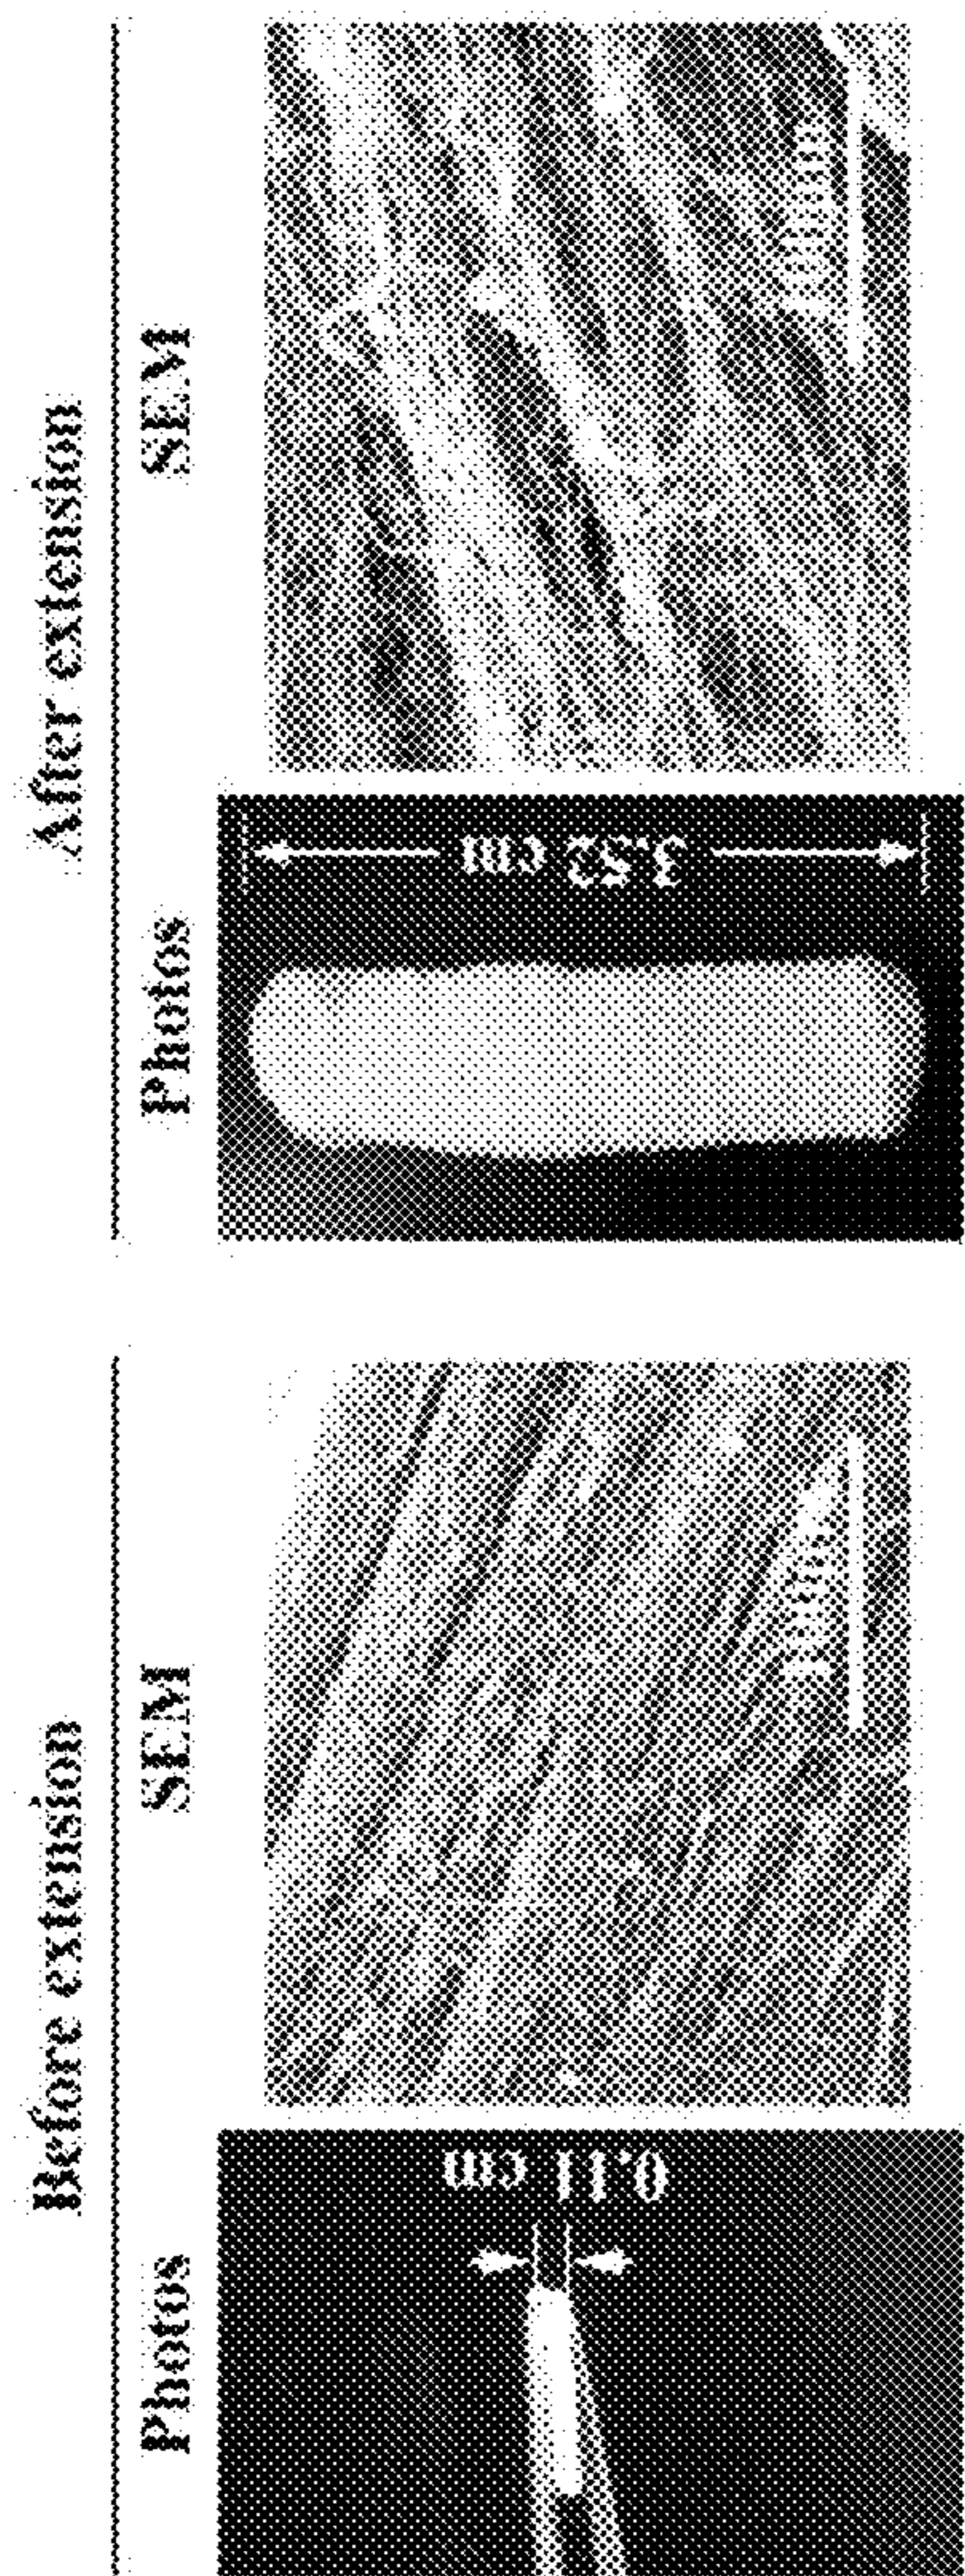 Before extension
After extension
Photos
SEM
Photos
SEM
0.11 cm
3.52 cm